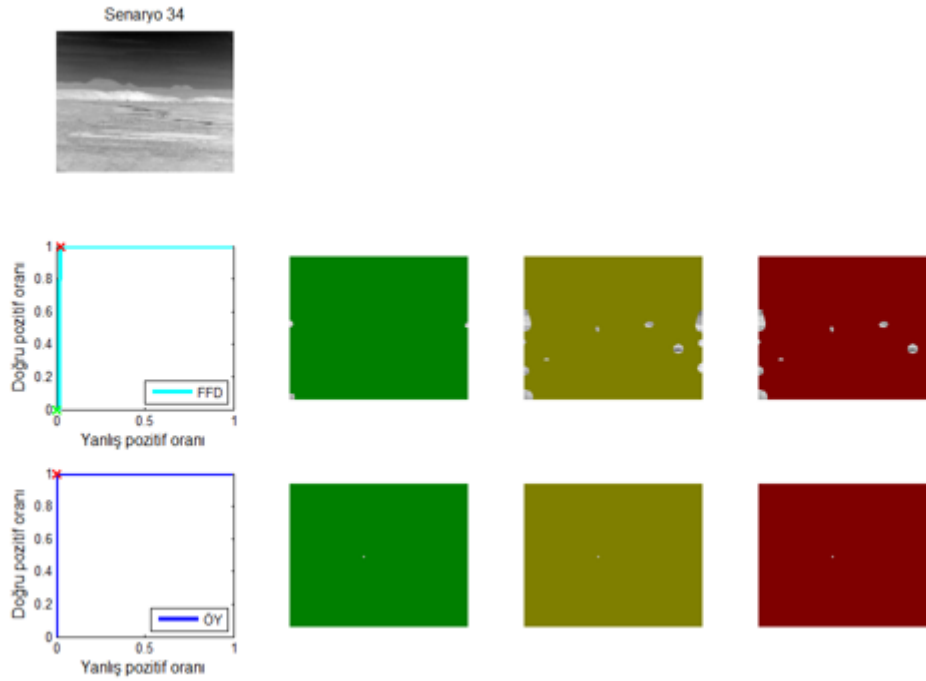 Senaryo 34
1
0.8
0.6
0.4
0.2
0
0
0.5
1
Doğru pozitif oranı
Yanlış pozitif oranı
FFD
1
0.8
0.6
0.4
0.2
0
0
0.5
1
Doğru pozitif oranı
Yanlış pozitif oranı
ÖY